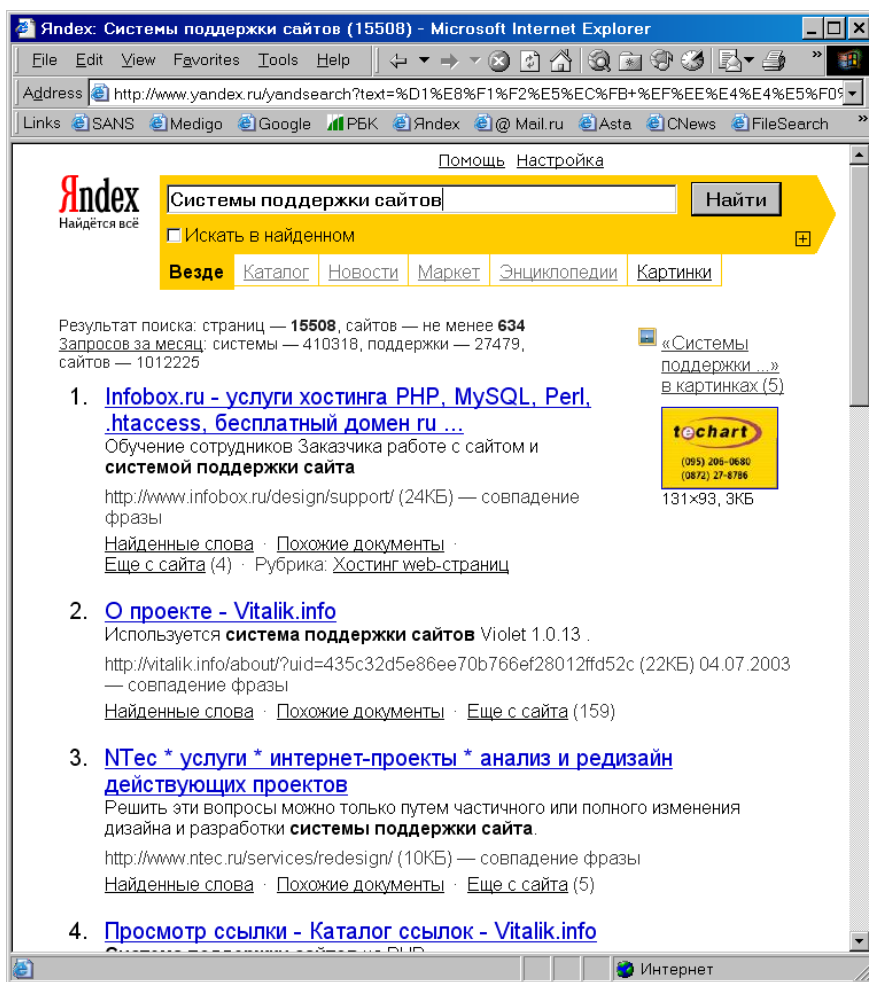 Яndex: Системы поддержки сайтов (15508) - Microsoft Internet Explorer
File Edit View Favorites Tools Help »
Address http://www.yandex.ru/yandsearch?text=%D1%E8%F1%F2%E5%EC%FB+%EF%EE%E4%E4%E5%F0%
Links SANS Medigo Google РБК Яndex @ Mail.ru Asta CNews FileSearch »
Помощь Настройка
Яndex
Найдётся всё
Системы поддержки сайтов
Найти
Искать в найденном
Везде Каталог Новости Маркет Энциклопедии Картинки
Результат поиска: страниц — 15508, сайтов — не менее 634
Запросов за месяц: системы — 410318, поддержки — 27479,
сайтов — 1012225
«Системы
поддержки ...»
в картинках (5)
techart
(095) 206-0680
(0872) 27-8786
131×93, 3КБ
1. Infobox.ru - услуги хостинга PHP, MySQL, Perl,
.htaccess, бесплатный домен ru ...
Обучение сотрудников Заказчика работе с сайтом и
системой поддержки сайта
http://www.infobox.ru/design/support/ (24КБ) — совпадение
фразы
Найденные слова · Похожие документы ·
Еще с сайта (4) · Рубрика: Хостинг web-страниц
2. О проекте - Vitalik.info
Используется система поддержки сайтов Violet 1.0.13 .
http://vitalik.info/about/?uid=435c32d5e86ee70b766ef28012ffd52c (22КБ) 04.07.2003
— совпадение фразы
Найденные слова · Похожие документы · Еще с сайта (159)
3. NTec * услуги * интернет-проекты * анализ и редизайн
действующих проектов
Решить эти вопросы можно только путем частичного или полного изменения
дизайна и разработки системы поддержки сайта.
http://www.ntec.ru/services/redesign/ (10КБ) — совпадение фразы
Найденные слова · Похожие документы · Еще с сайта (5)
4. Просмотр ссылки - Каталог ссылок - Vitalik.info
Система поддержки сайтов на PHP
Интернет